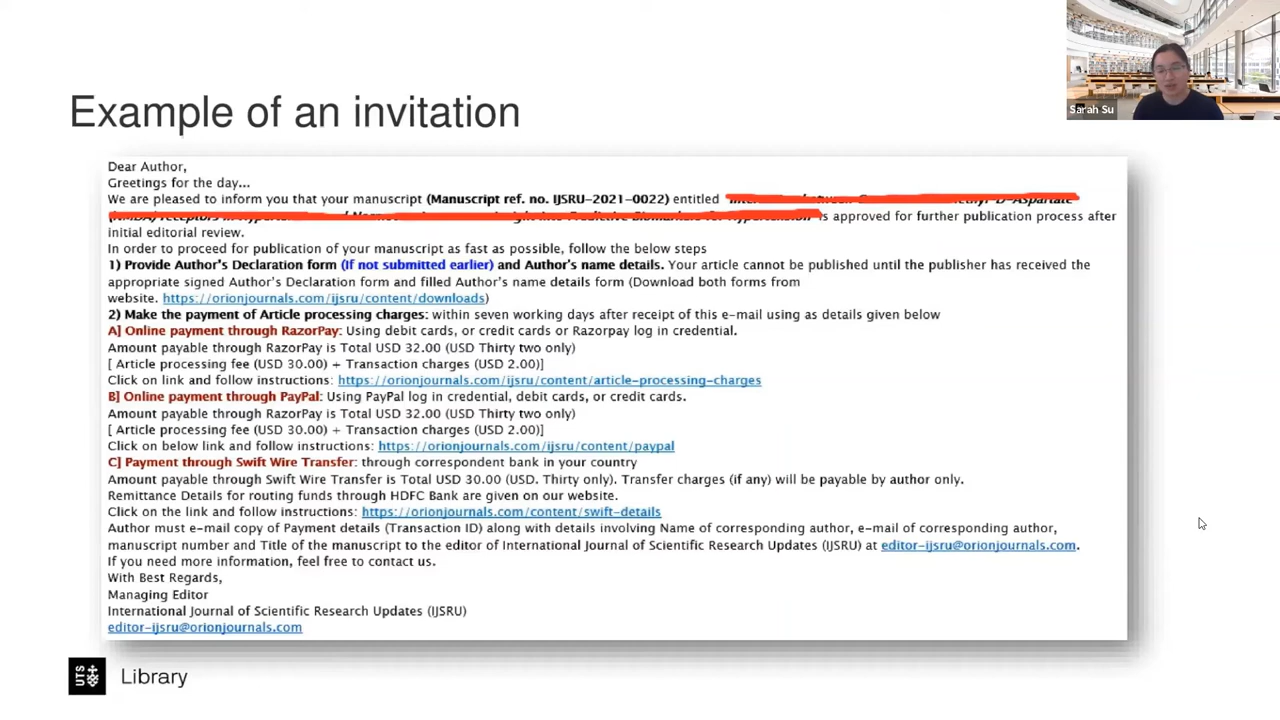 Sarah Su
Example of an invitation
Dear Author,
Greetings for the day...
We are pleased to inform you that your manuscript (Manuscript ref. no. IJSRU-2021-0022) entitled
is approved for further publication process after
initial editorial review.
In order to proceed for publication of your manuscript as fast as possible, follow the below steps
1) Provide Author's Declaration form (If not submitted earlier) and Author's name details. Your article cannot be published until the publisher has received the
appropriate signed Author's Declaration form and filled Author's name details form (Download both forms from
website. https://orionjournals.com/ijsru/content/downloads)
2) Make the payment of Article processing charges: within seven working days after receipt of this e-mail using as details given below
A] Online payment through RazorPay: Using debit cards, or credit cards or Razorpay log in credential.
Amount payable through RazorPay is Total USD 32.00 (USD Thirty two only)
[ Article processing fee (USD 30.00) + Transaction charges (USD 2.00)]
Click on link and follow instructions: https://orionjournals.com/ijsru/content/article-processing-charges
B] Online payment through PayPal: Using PayPal log in credential, debit cards, or credit cards.
Amount payable through RazorPay is Total USD 32.00 (USD Thirty two only)
[ Article processing fee (USD 30.00) + Transaction charges (USD 2.00)]
Click on below link and follow instructions: https://orionjournals.com/ijsru/content/paypal
C] Payment through Swift Wire Transfer: through correspondent bank in your country
Amount payable through Swift Wire Transfer is Total USD 30.00 (USD. Thirty only). Transfer charges (if any) will be payable by author only.
Remittance Details for routing funds through HDFC Bank are given on our website.
Click on the link and follow instructions: https://orionjournals.com/ijsru/content/swift-details
Author must e-mail copy of Payment details (Transaction ID) along with details involving Name of corresponding author, e-mail of corresponding author,
manuscript number and Title of the manuscript to the editor of International Journal of Scientific Research Updates (IJSRU) at editor-ijsru@orionjournals.com.
If you need more information, feel free to contact us.
With Best Regards,
Managing Editor
International Journal of Scientific Research Updates (IJSRU)
editor-ijsru@orionjournals.com
UTS
Library